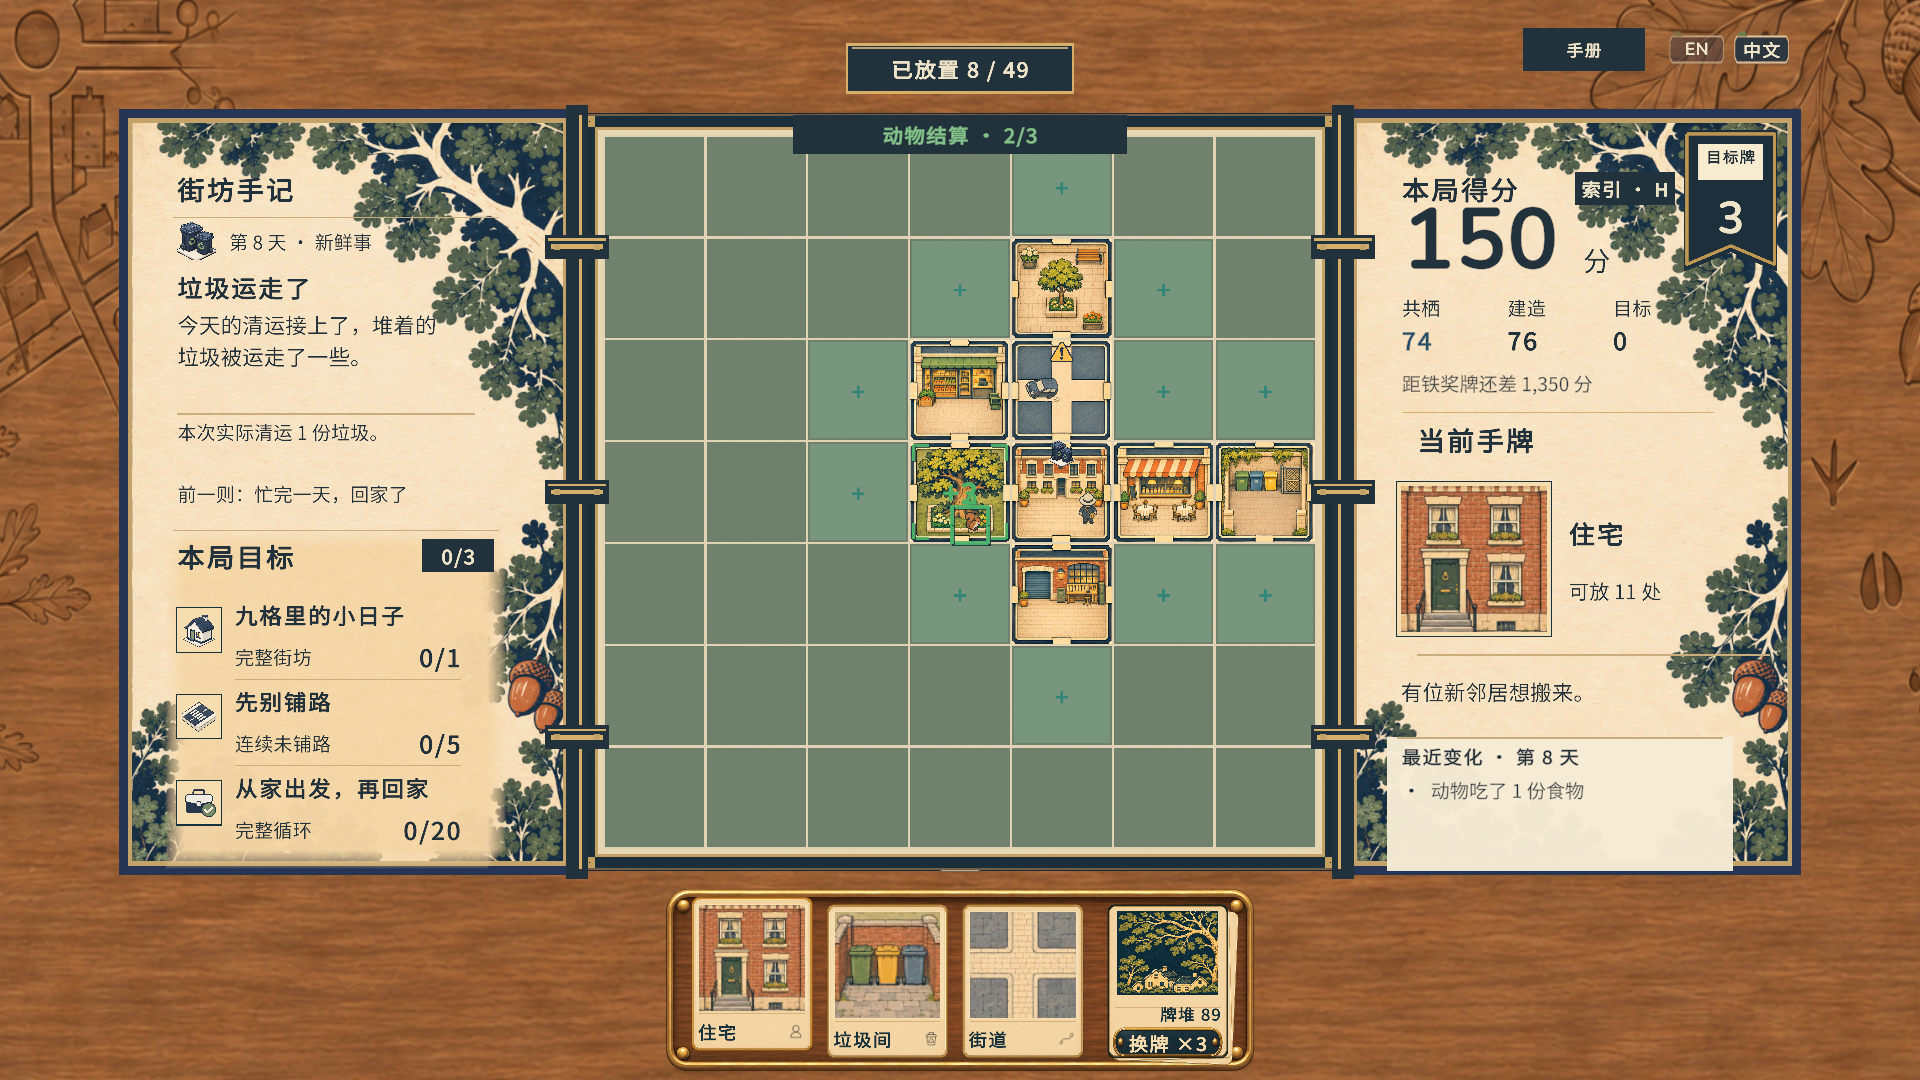 已放置 8 / 49
手册
EN
中文
动物结算 · 2/3
街坊手记
第 8 天 · 新鲜事
垃圾运走了
今天的清运接上了，堆着的
垃圾被运走了一些。
本次实际清运 1 份垃圾。
前一则：忙完一天，回家了
本局目标
0/3
九格里的小日子
完整街坊
0/1
先别铺路
连续未铺路
0/5
从家出发，再回家
完整循环
0/20
本局得分
索引 · H
目标牌
3
150
分
共栖
建造
目标
74
76
0
距铁奖牌还差 1,350 分
当前手牌
住宅
可放 11 处
有位新邻居想搬来。
最近变化 · 第 8 天
· 动物吃了 1 份食物
住宅
垃圾间
街道
牌堆 89
换牌 ×3